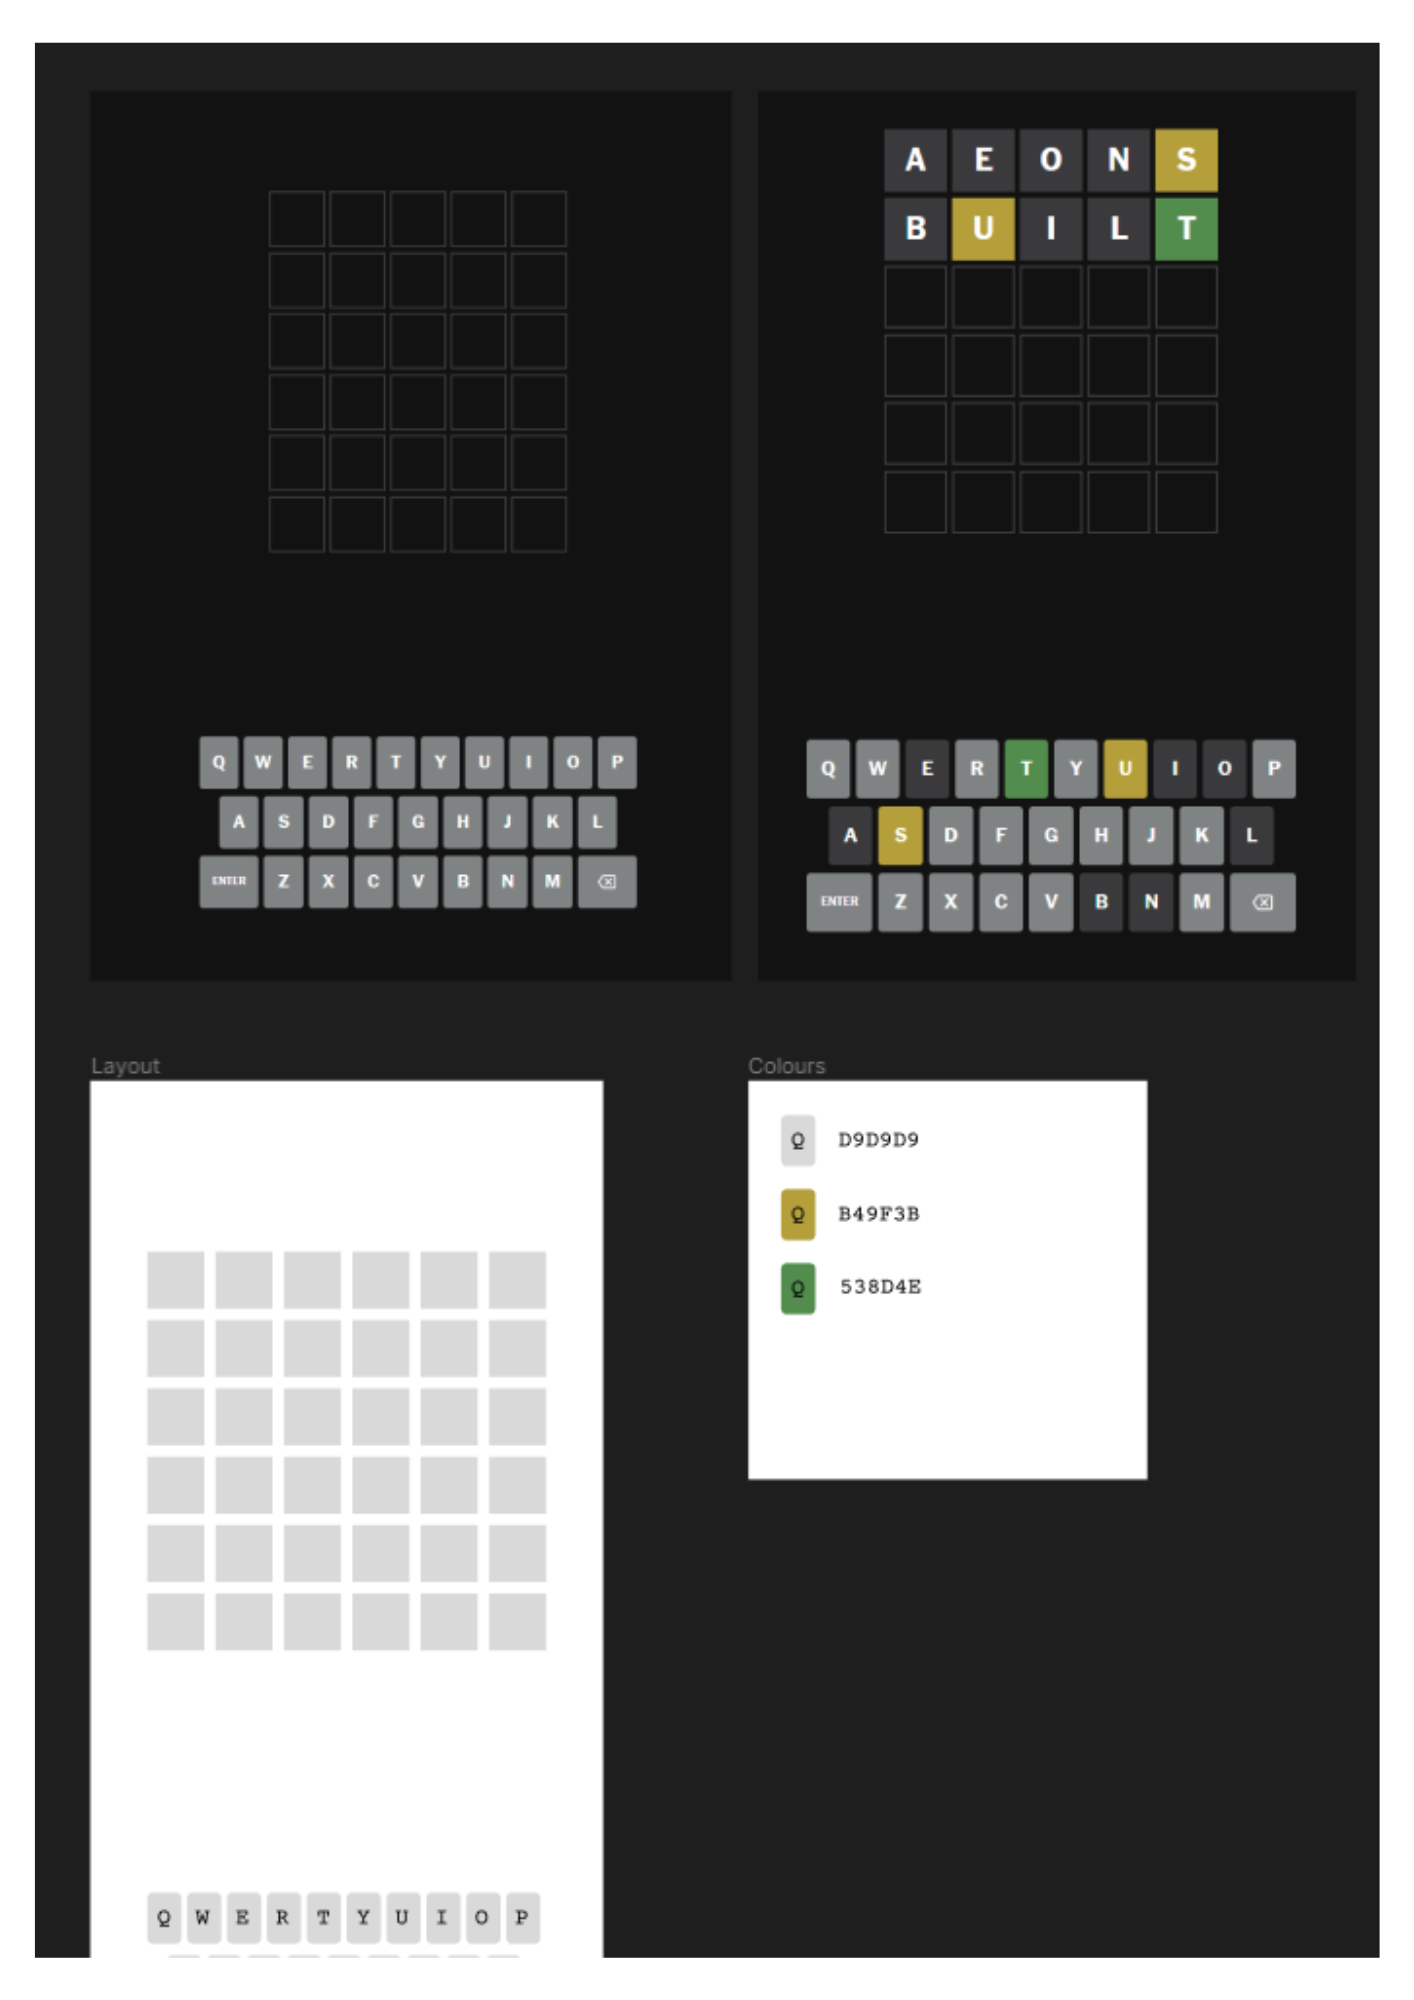 Q W E R T Y U I O P
A S D F G H J K L
ENTER Z X C V B N M
A E O N S
B U I L T
Q W E R T Y U I O P
A S D F G H J K L
ENTER Z X C V B N M
Layout
Q W E R T Y U I O P
Colours
Q D9D9D9
Q B49F3B
Q 538D4E